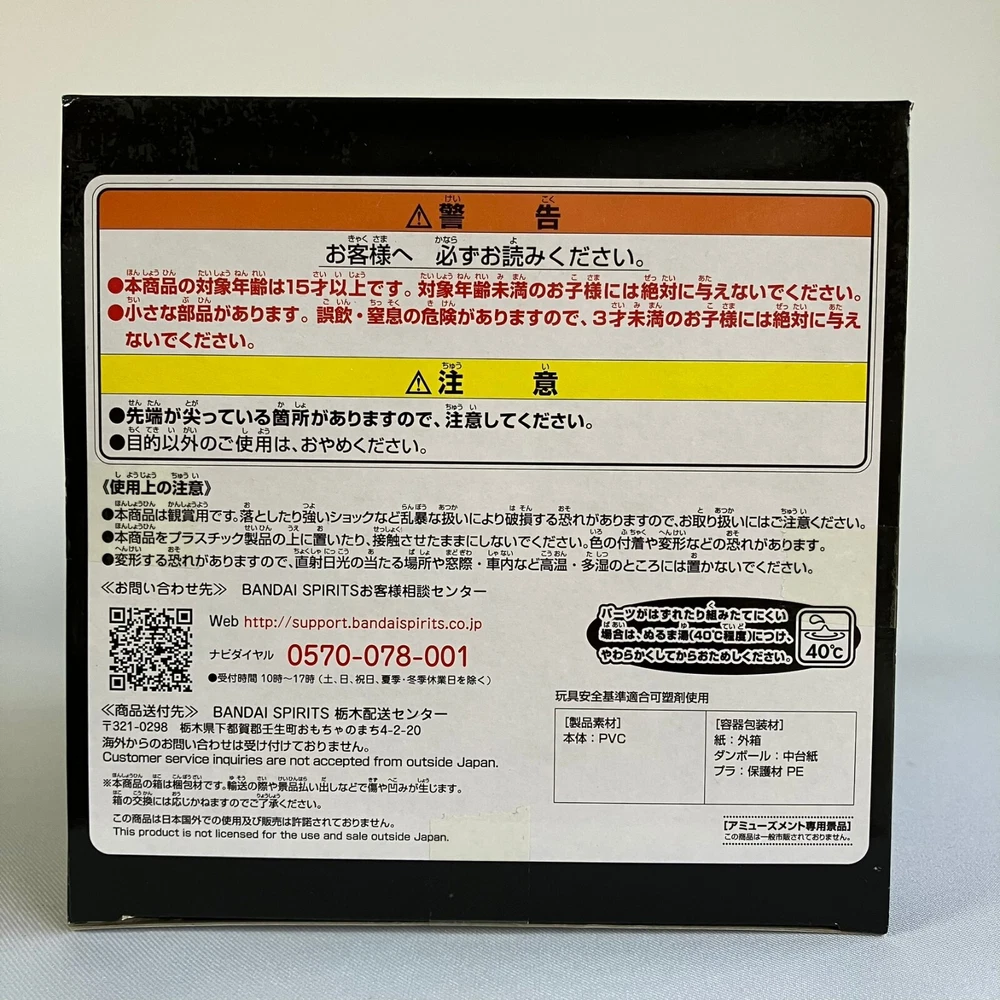 ⚠警告
お客様へ 必ずお読みください。
●本商品の対象年齢は15才以上です。対象年齢未満のお子様には絶対に与えないでください。
●小さな部品があります。誤飲・窒息の危険がありますので、3才未満のお子様には絶対に与え
ないでください。
⚠注意
●先端が尖っている箇所がありますので、注意してください。
●目的以外のご使用は、おやめください。
《使用上の注意》
●本商品は観賞用です。落としたり強いショックなど乱暴な扱いにより破損する恐れがありますので、お取り扱いにはご注意ください。
●本商品をプラスチック製品の上に置いたり、接触させたままにしないでください。色の付着や変形などの恐れがあります。
●変形する恐れがありますので、直射日光の当たる場所や窓際・車内など高温・多湿のところには置かないでください。
≪お問い合わせ先≫ BANDAI SPIRITSお客様相談センター
Web http://support.bandaispirits.co.jp
ナビダイヤル 0570-078-001
●受付時間 10時〜17時(土、日、祝日、夏季・冬季休業日を除く)
パーツがはずれたり組みたてにくい
場合は、ぬるま湯(40℃程度)につけ、
やわらかくしてからおためしください。
40℃
≪商品送付先≫ BANDAI SPIRITS 栃木配送センター
〒321-0298 栃木県下都賀郡壬生町おもちゃのまち4-2-20
海外からのお問い合わせは受け付けておりません。
Customer service inquiries are not accepted from outside Japan.
※本商品の箱は梱包材です。輸送の際や景品払い出しなどで傷や凹みが生じます。
箱の交換には応じかねますのでご了承ください。
この商品は日本国外での使用及び販売は許諾されておりません。
This product is not licensed for the use and sale outside Japan.
玩具安全基準適合可塑剤使用
[製品素材]
本体:PVC
[容器包装材]
紙:外箱
ダンボール:中台紙
プラ:保護材 PE
[アミューズメント専用景品]
この商品は一般市販されておりません。